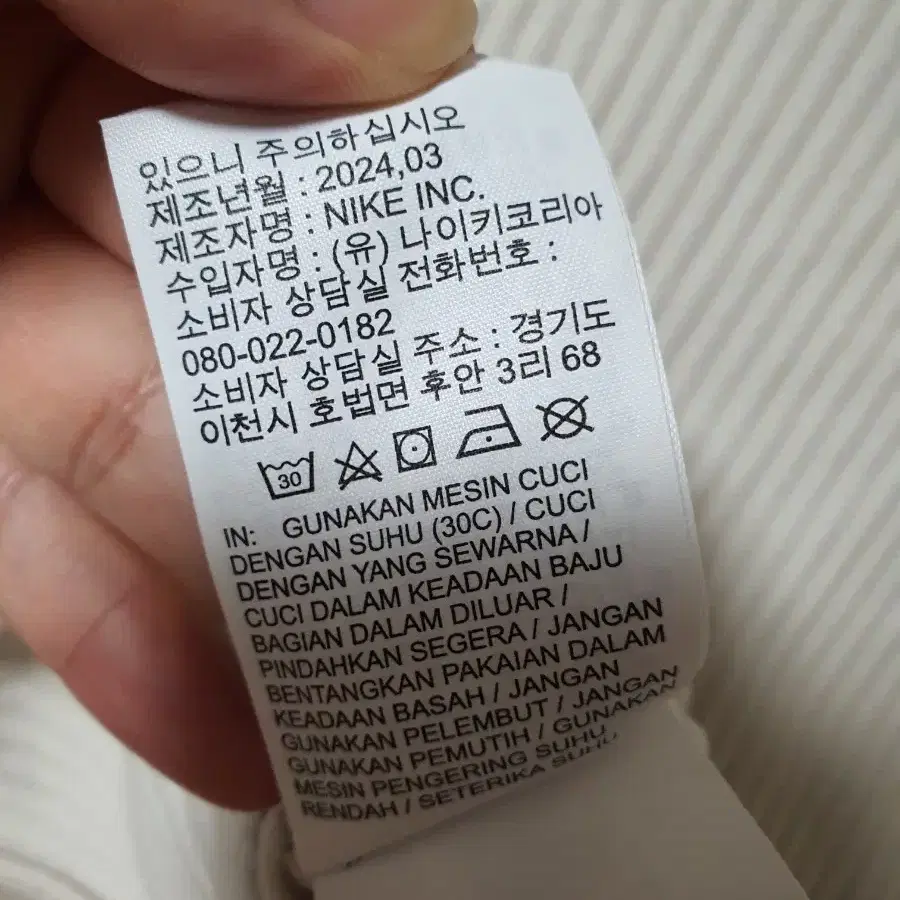 있으니 주의하십시오
제조년월 : 2024,03
제조자명 : NIKE INC.
수입자명 : (유) 나이키코리아
소비자 상담실 전화번호 :
080-022-0182
소비자 상담실 주소 : 경기도
이천시 호법면 후안 3리 68
30
IN: GUNAKAN MESIN CUCI
DENGAN SUHU (30C) / CUCI
DENGAN YANG SEWARNA /
CUCI DALAM KEADAAN BAJU
BAGIAN DALAM DILUAR /
PINDAHKAN SEGERA / JANGAN
BENTANGKAN PAKAIAN DALAM
KEADAAN BASAH / JANGAN
GUNAKAN PELEMBUT / JANGAN
GUNAKAN PEMUTIH / GUNAKAN
MESIN PENGERING SUHU
RENDAH / SETERIKA SUHU